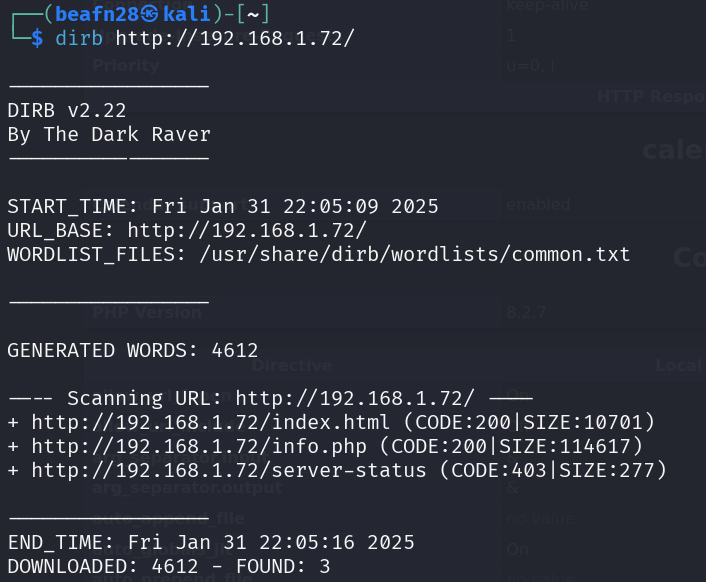 ┌──(beafn28㉿kali)-[~]
└─$ dirb http://192.168.1.72/
keep-alive
1
Priority
u=0, i
HTTP Respo
-----------------
DIRB v2.22
By The Dark Raver
-----------------
cale
START_TIME: Fri Jan 31 22:05:09 2025
enabled
URL_BASE: http://192.168.1.72/
WORDLIST_FILES: /usr/share/dirb/wordlists/common.txt
Co
-----------------
PHP Version
8.2.7
GENERATED WORDS: 4612
Directive
Local
---- Scanning URL: http://192.168.1.72/ ----
+ http://192.168.1.72/index.html (CODE:200|SIZE:10701)
+ http://192.168.1.72/info.php (CODE:200|SIZE:114617)
+ http://192.168.1.72/server-status (CODE:403|SIZE:277)
arg_separator.output
&
-----------------
auto_append_file
no value
END_TIME: Fri Jan 31 22:05:16 2025
On
DOWNLOADED: 4612 - FOUND: 3